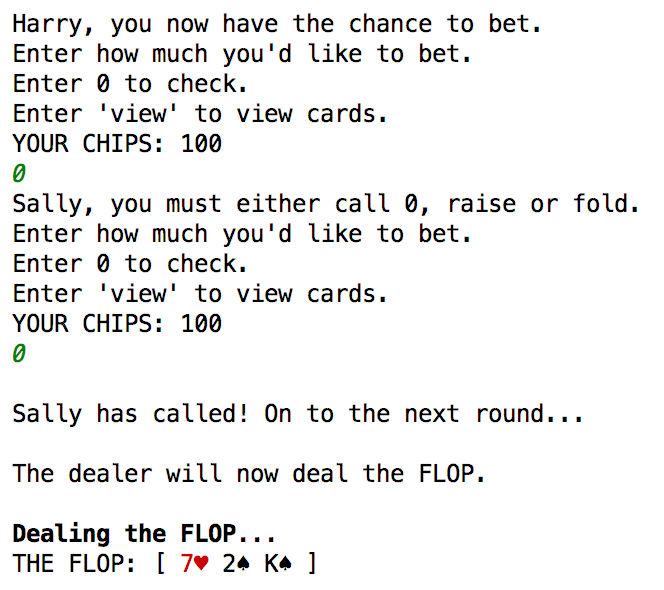 Harry, you now have the chance to bet.
Enter how much you'd like to bet.
Enter 0 to check.
Enter 'view' to view cards.
YOUR CHIPS: 100
0
Sally, you must either call 0, raise or fold.
Enter how much you'd like to bet.
Enter 0 to check.
Enter 'view' to view cards.
YOUR CHIPS: 100
0
Sally has called! On to the next round...
The dealer will now deal the FLOP.
Dealing the FLOP...
THE FLOP: [ 7♥ 2♠ K♠ ]